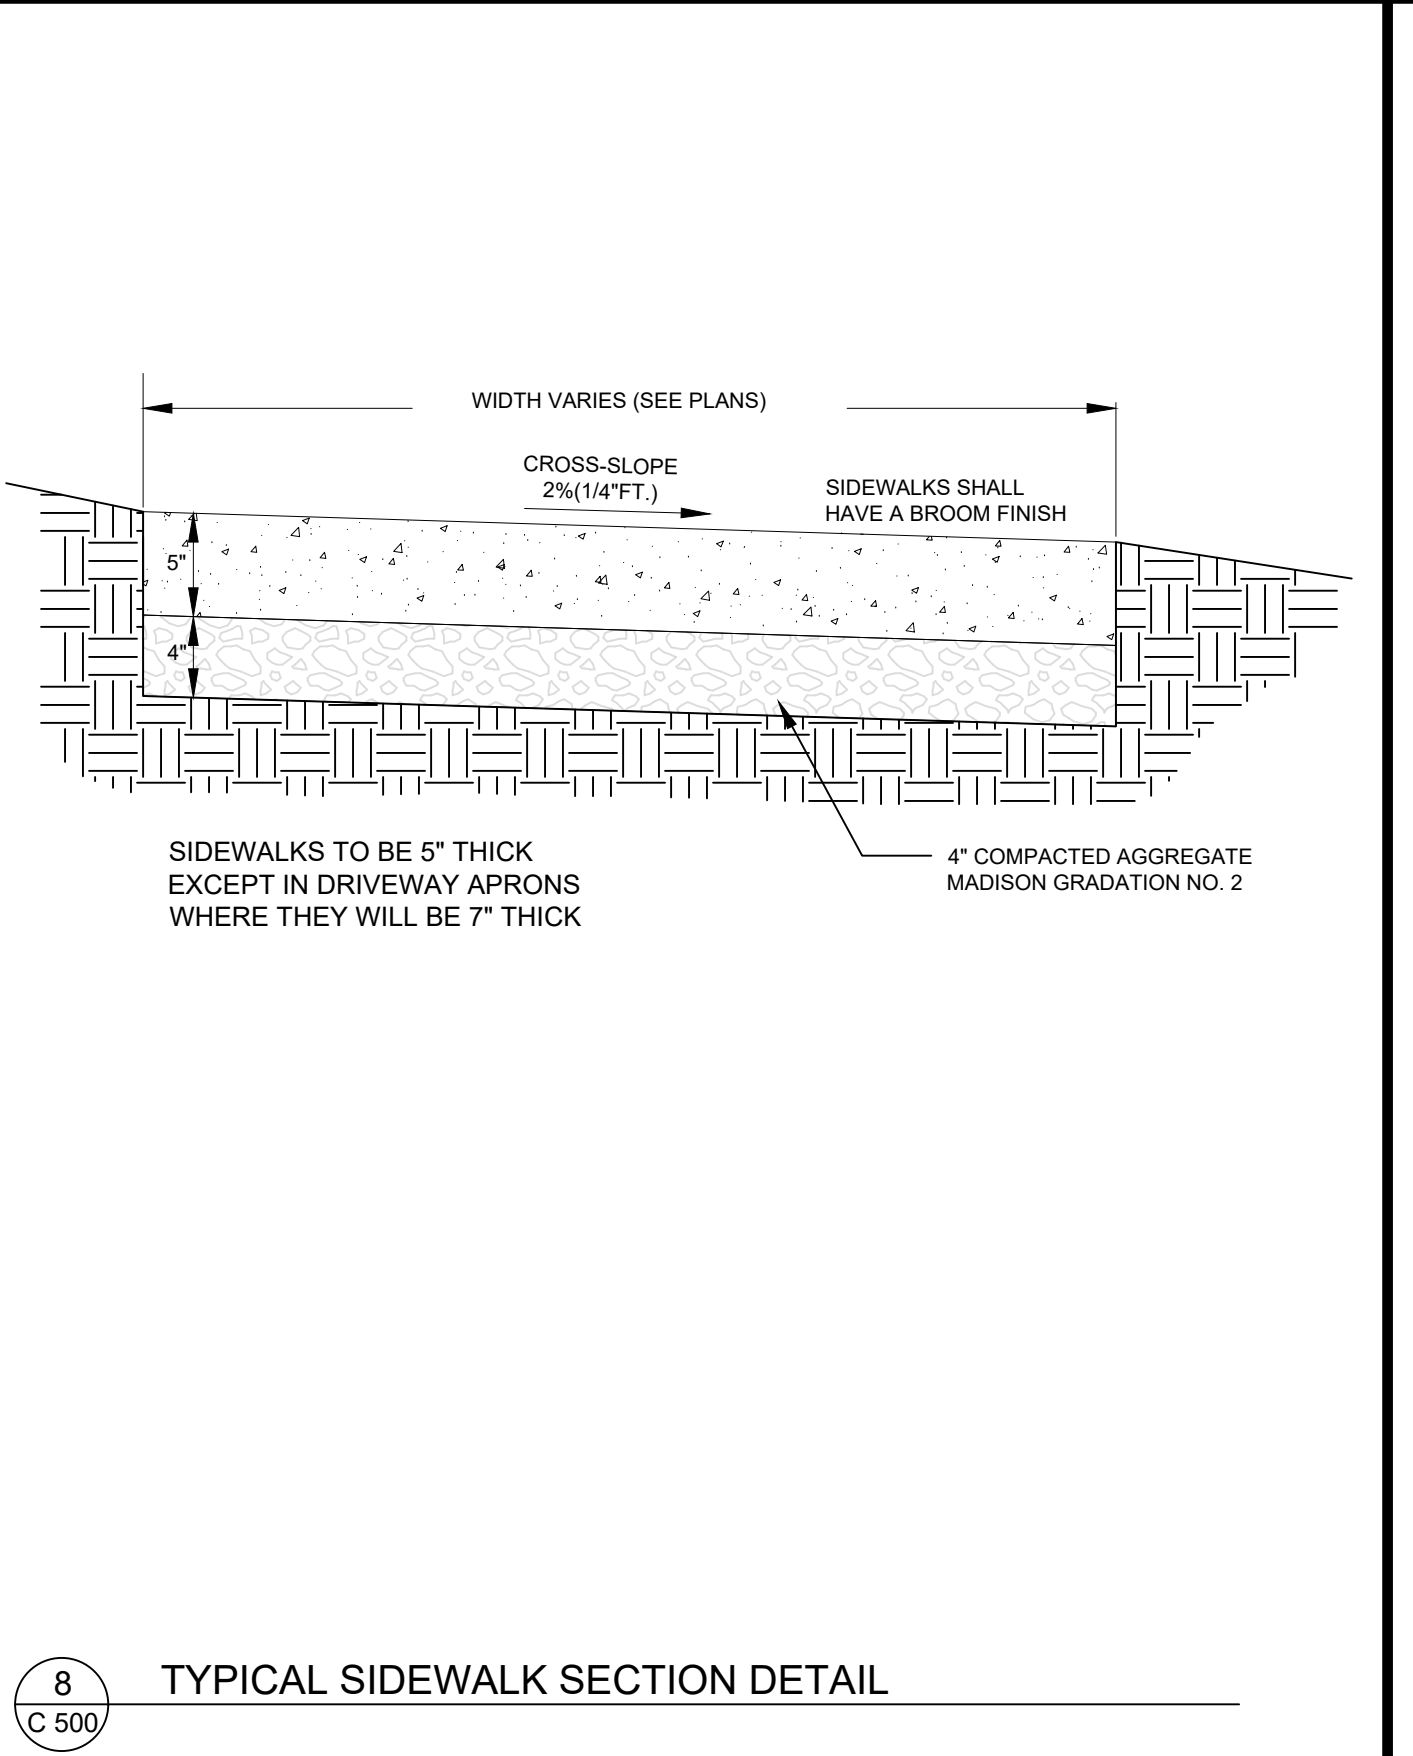 WIDTH VARIES (SEE PLANS)
CROSS-SLOPE
2%(1/4"FT.)
SIDEWALKS SHALL
HAVE A BROOM FINISH
5"
4"
SIDEWALKS TO BE 5" THICK
EXCEPT IN DRIVEWAY APRONS
WHERE THEY WILL BE 7" THICK
4" COMPACTED AGGREGATE
MADISON GRADATION NO. 2
8
C 500
TYPICAL SIDEWALK SECTION DETAIL